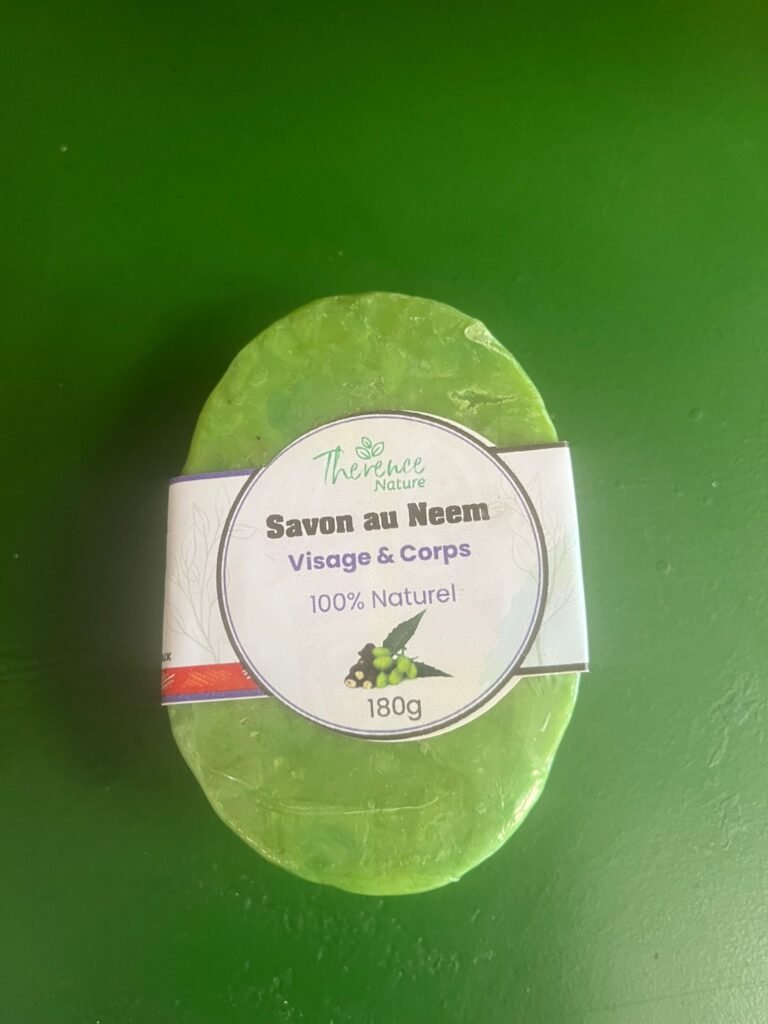 Therence
Nature
Savon au Neem
Visage & Corps
100% Naturel
180g